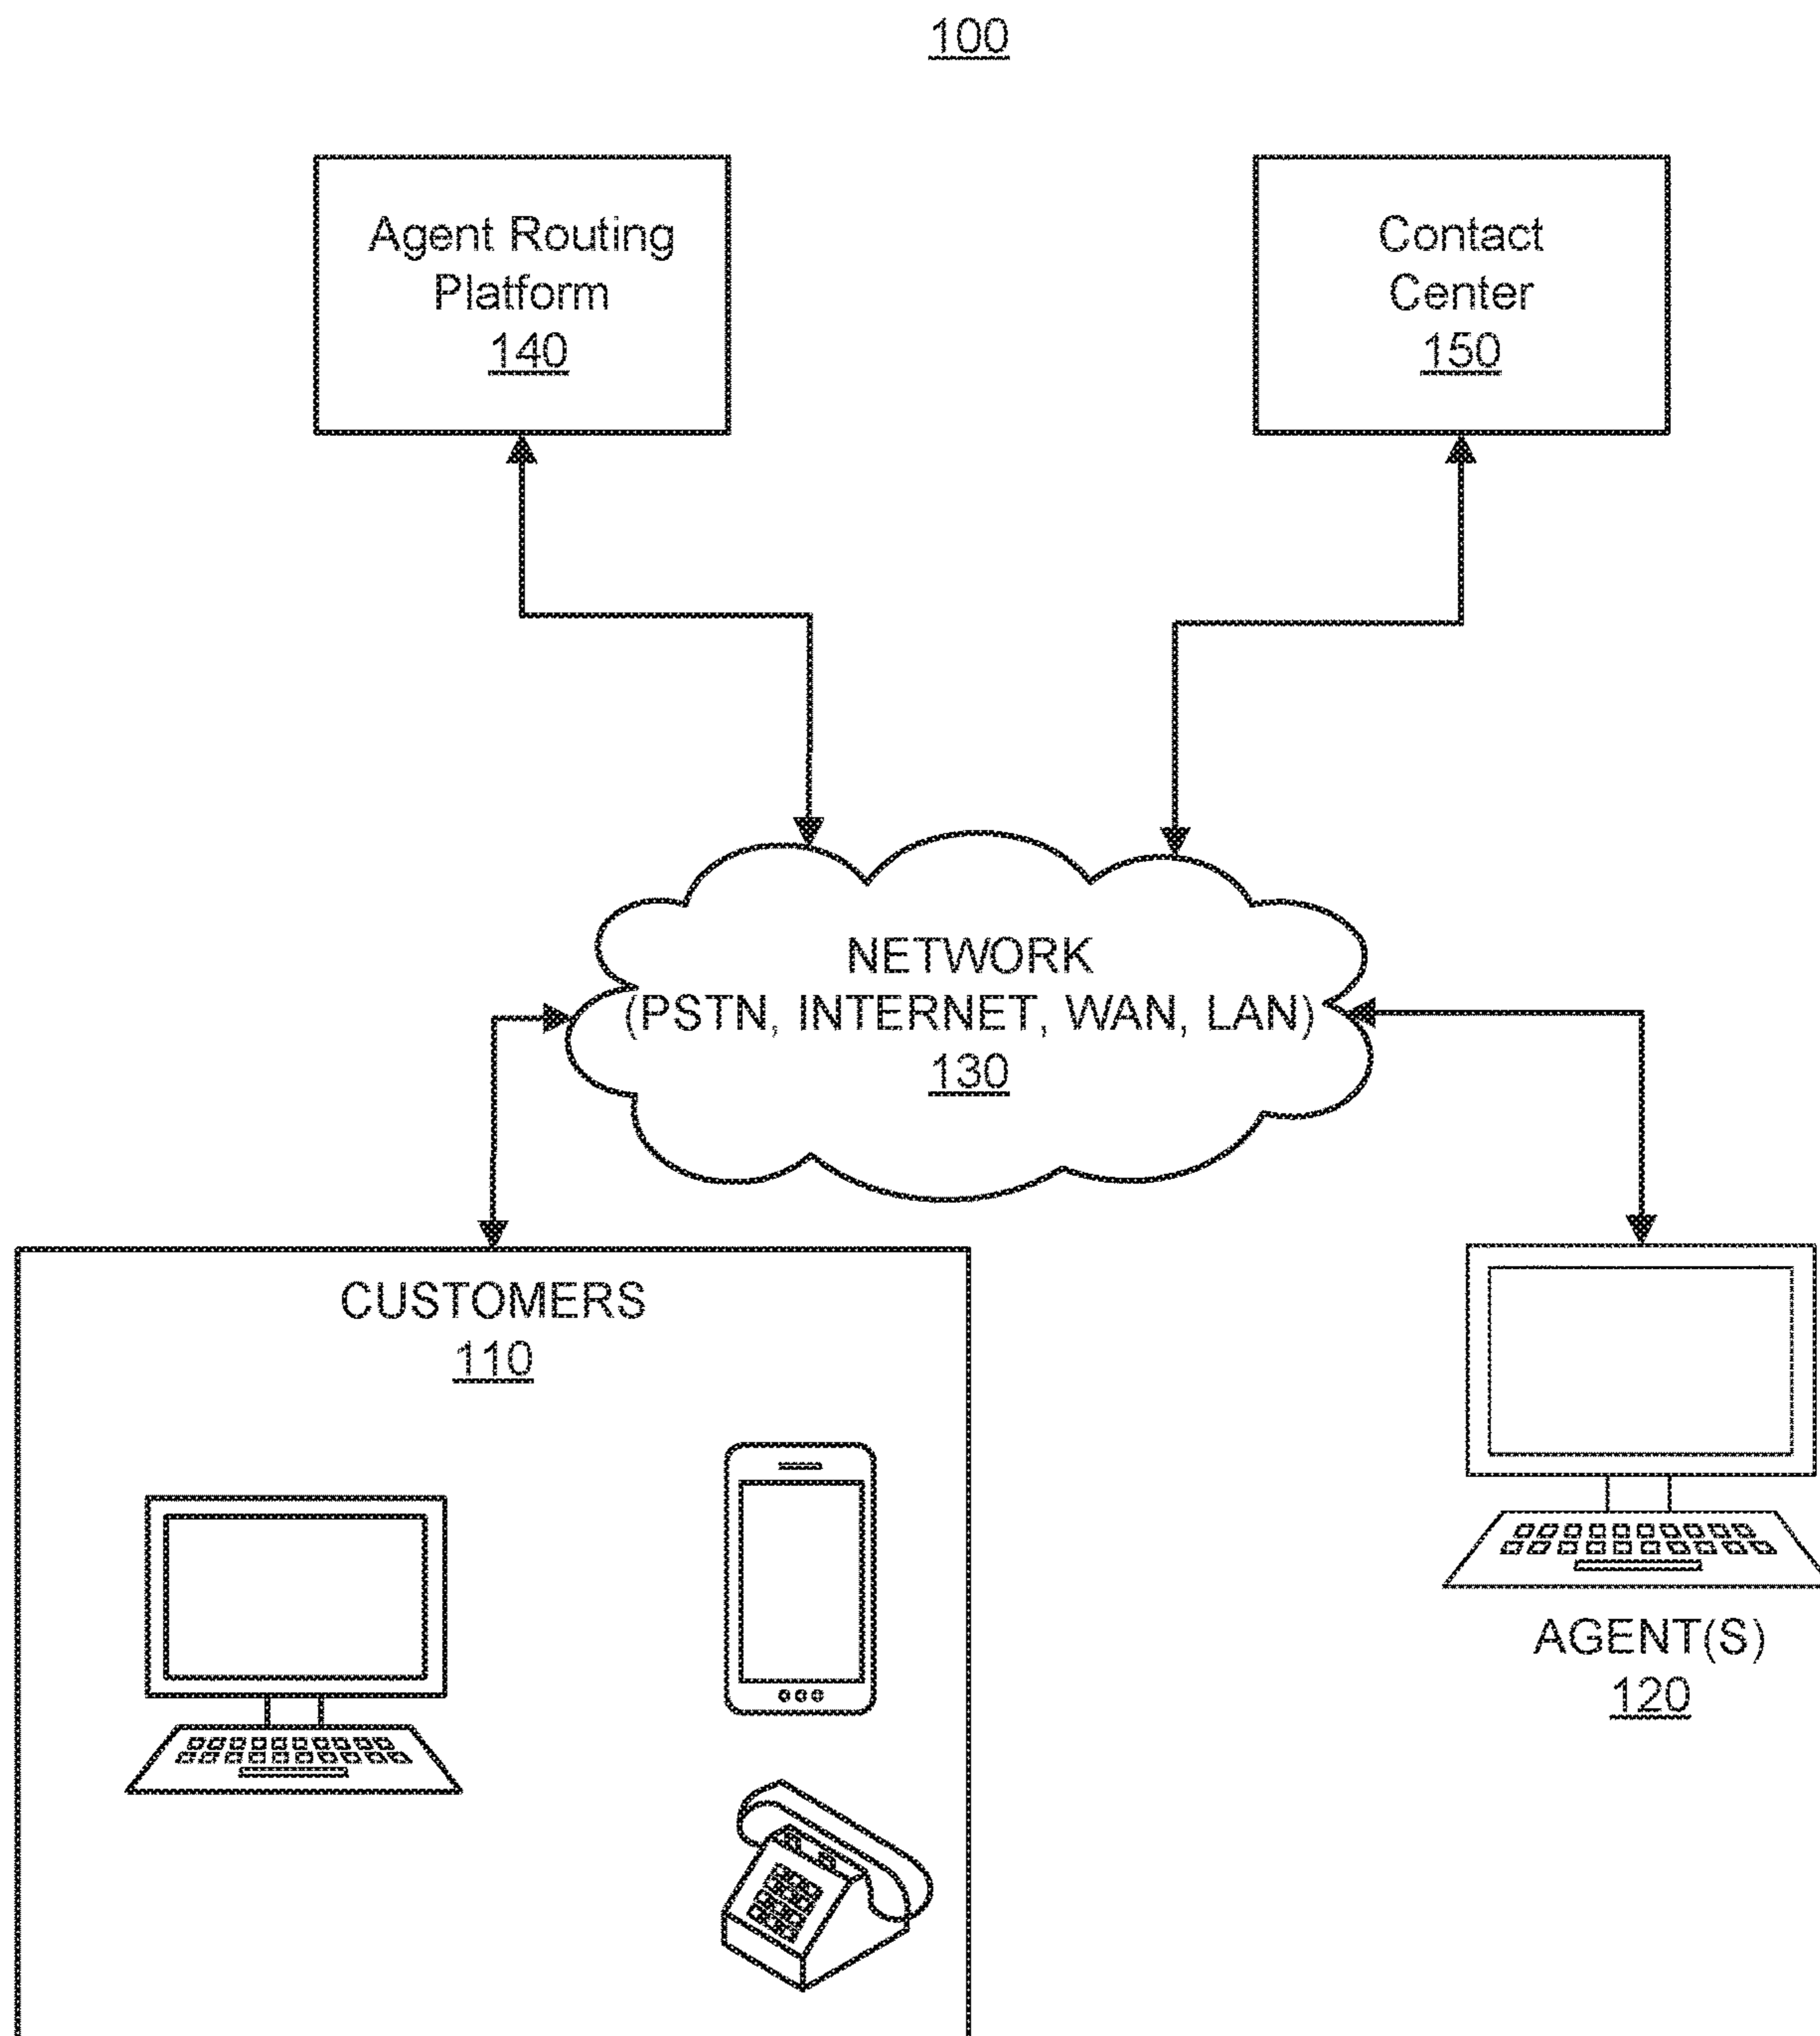 100
Agent Routing
Platform
140
Contact
Center
150
NETWORK
(PSTN, INTERNET, WAN, LAN)
130
CUSTOMERS
110
AGENT(S)
120